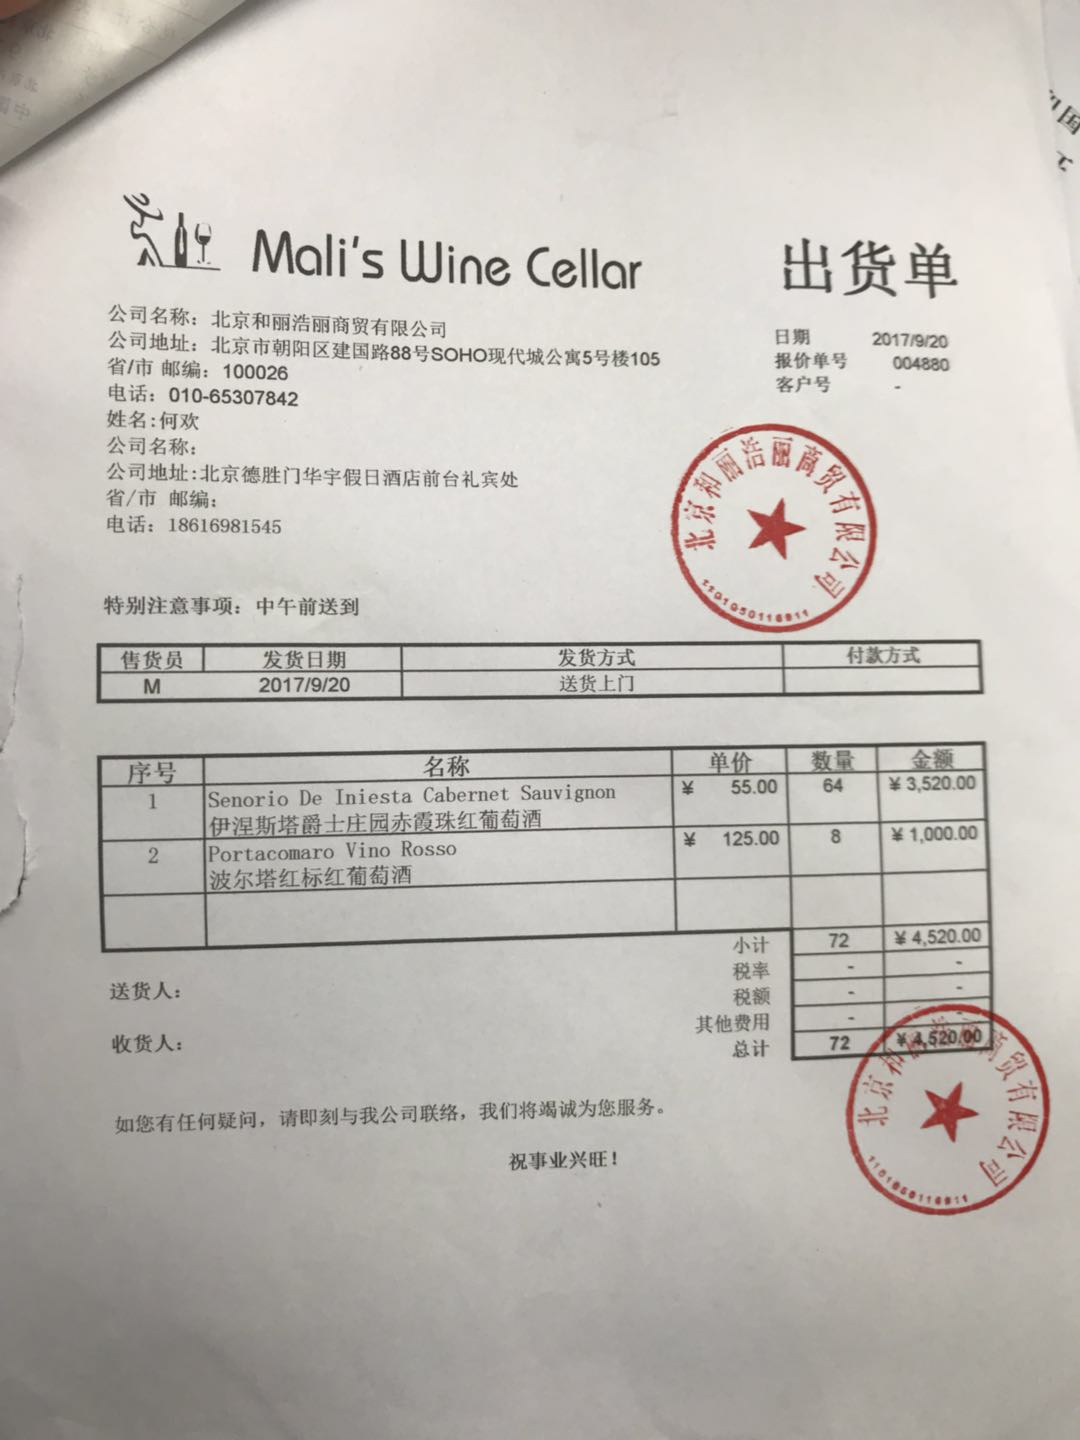 Mali's Wine Cellar
出货单
公司名称：北京和丽浩丽商贸有限公司
公司地址：北京市朝阳区建国路88号SOHO现代城公寓5号楼105
省/市 邮编：100026
电话：010-65307842
日期 2017/9/20
报价单号 004880
客户号 -
姓名:何欢
公司名称：
公司地址:北京德胜门华宇假日酒店前台礼宾处
省/市 邮编：
电话：18616981545
北京和丽浩丽商贸有限公司
1101050116911
特别注意事项：中午前送到
售货员 发货日期 发货方式 付款方式
M 2017/9/20 送货上门
序号 名称 单价 数量 金额
1 Senorio De Iniesta Cabernet Sauvignon ¥ 55.00 64 ¥3,520.00
伊涅斯塔爵士庄园赤霞珠红葡萄酒
2 Portacomaro Vino Rosso ¥ 125.00 8 ¥1,000.00
波尔塔红标红葡萄酒
小计 72 ¥4,520.00
税率 - -
税额 - -
其他费用 - -
总计 72 ¥4,520.00
送货人：
收货人：
北京和丽浩丽商贸有限公司
1101050116911
如您有任何疑问，请即刻与我公司联络，我们将竭诚为您服务。
祝事业兴旺！